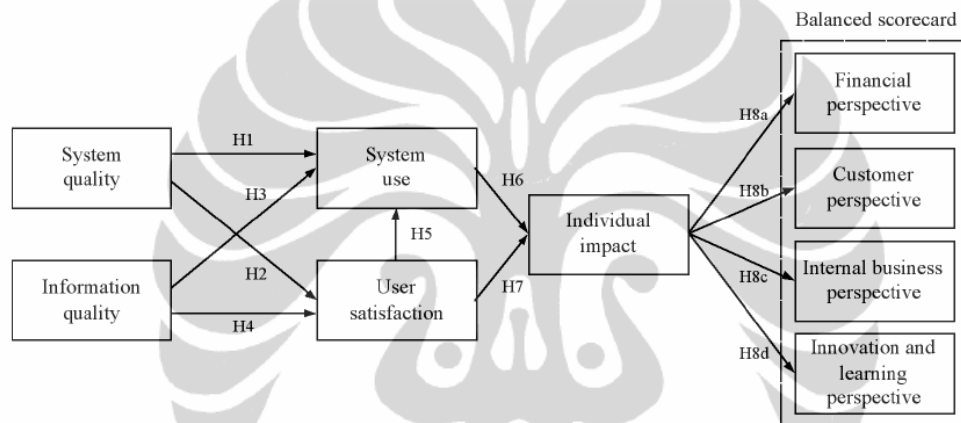 Balanced scorecard
System
quality
Information
quality
H1
H3
H2
H4
System
use
H5
User
satisfaction
H6
H7
Individual
impact
H8a
H8b
H8c
H8d
Financial
perspective
Customer
perspective
Internal business
perspective
Innovation and
learning
perspective